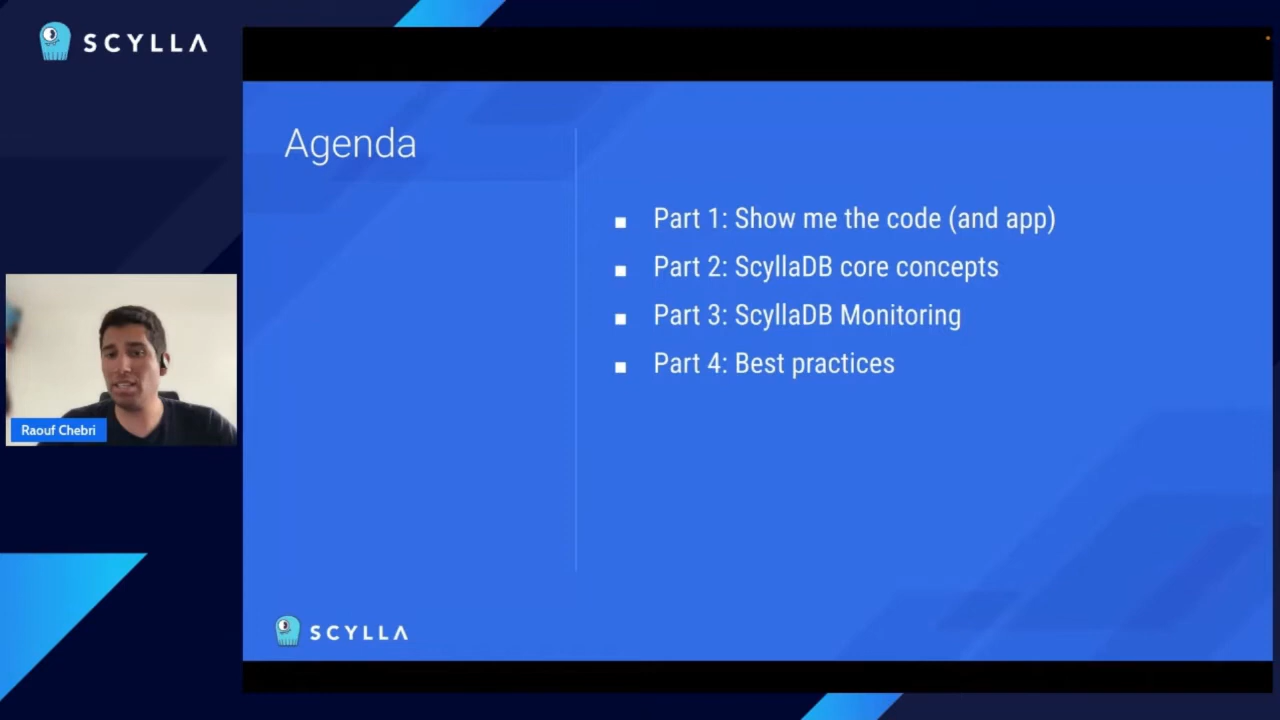 SCYLLA
Agenda
Part 1: Show me the code (and app)
Part 2: ScyllaDB core concepts
Part 3: ScyllaDB Monitoring
Part 4: Best practices
Raouf Chebri
SCYLLA